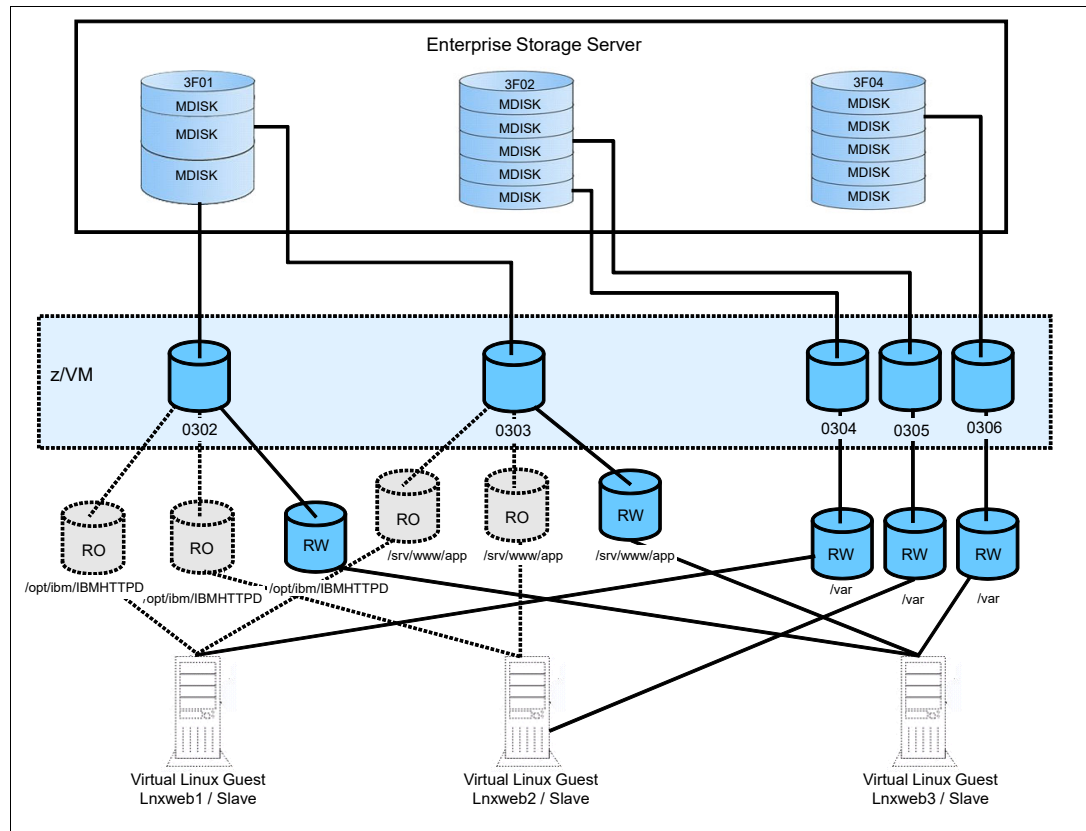 Enterprise Storage Server
3F01
MDISK
MDISK
MDISK
3F02
MDISK
MDISK
MDISK
MDISK
MDISK
3F04
MDISK
MDISK
MDISK
MDISK
MDISK
z/VM
0302
0303
0304
0305
0306
RO
RO
RW
RO
RO
RW
RW
RW
RW
/opt/ibm/IBMHTTPD
/opt/ibm/IBMHTTPD
/opt/ibm/IBMHTTPD
/srv/www/app
/srv/www/app
/srv/www/app
/var
/var
/var
Virtual Linux Guest
Lnxweb1 / Slave
Virtual Linux Guest
Lnxweb2 / Slave
Virtual Linux Guest
Lnxweb3 / Slave